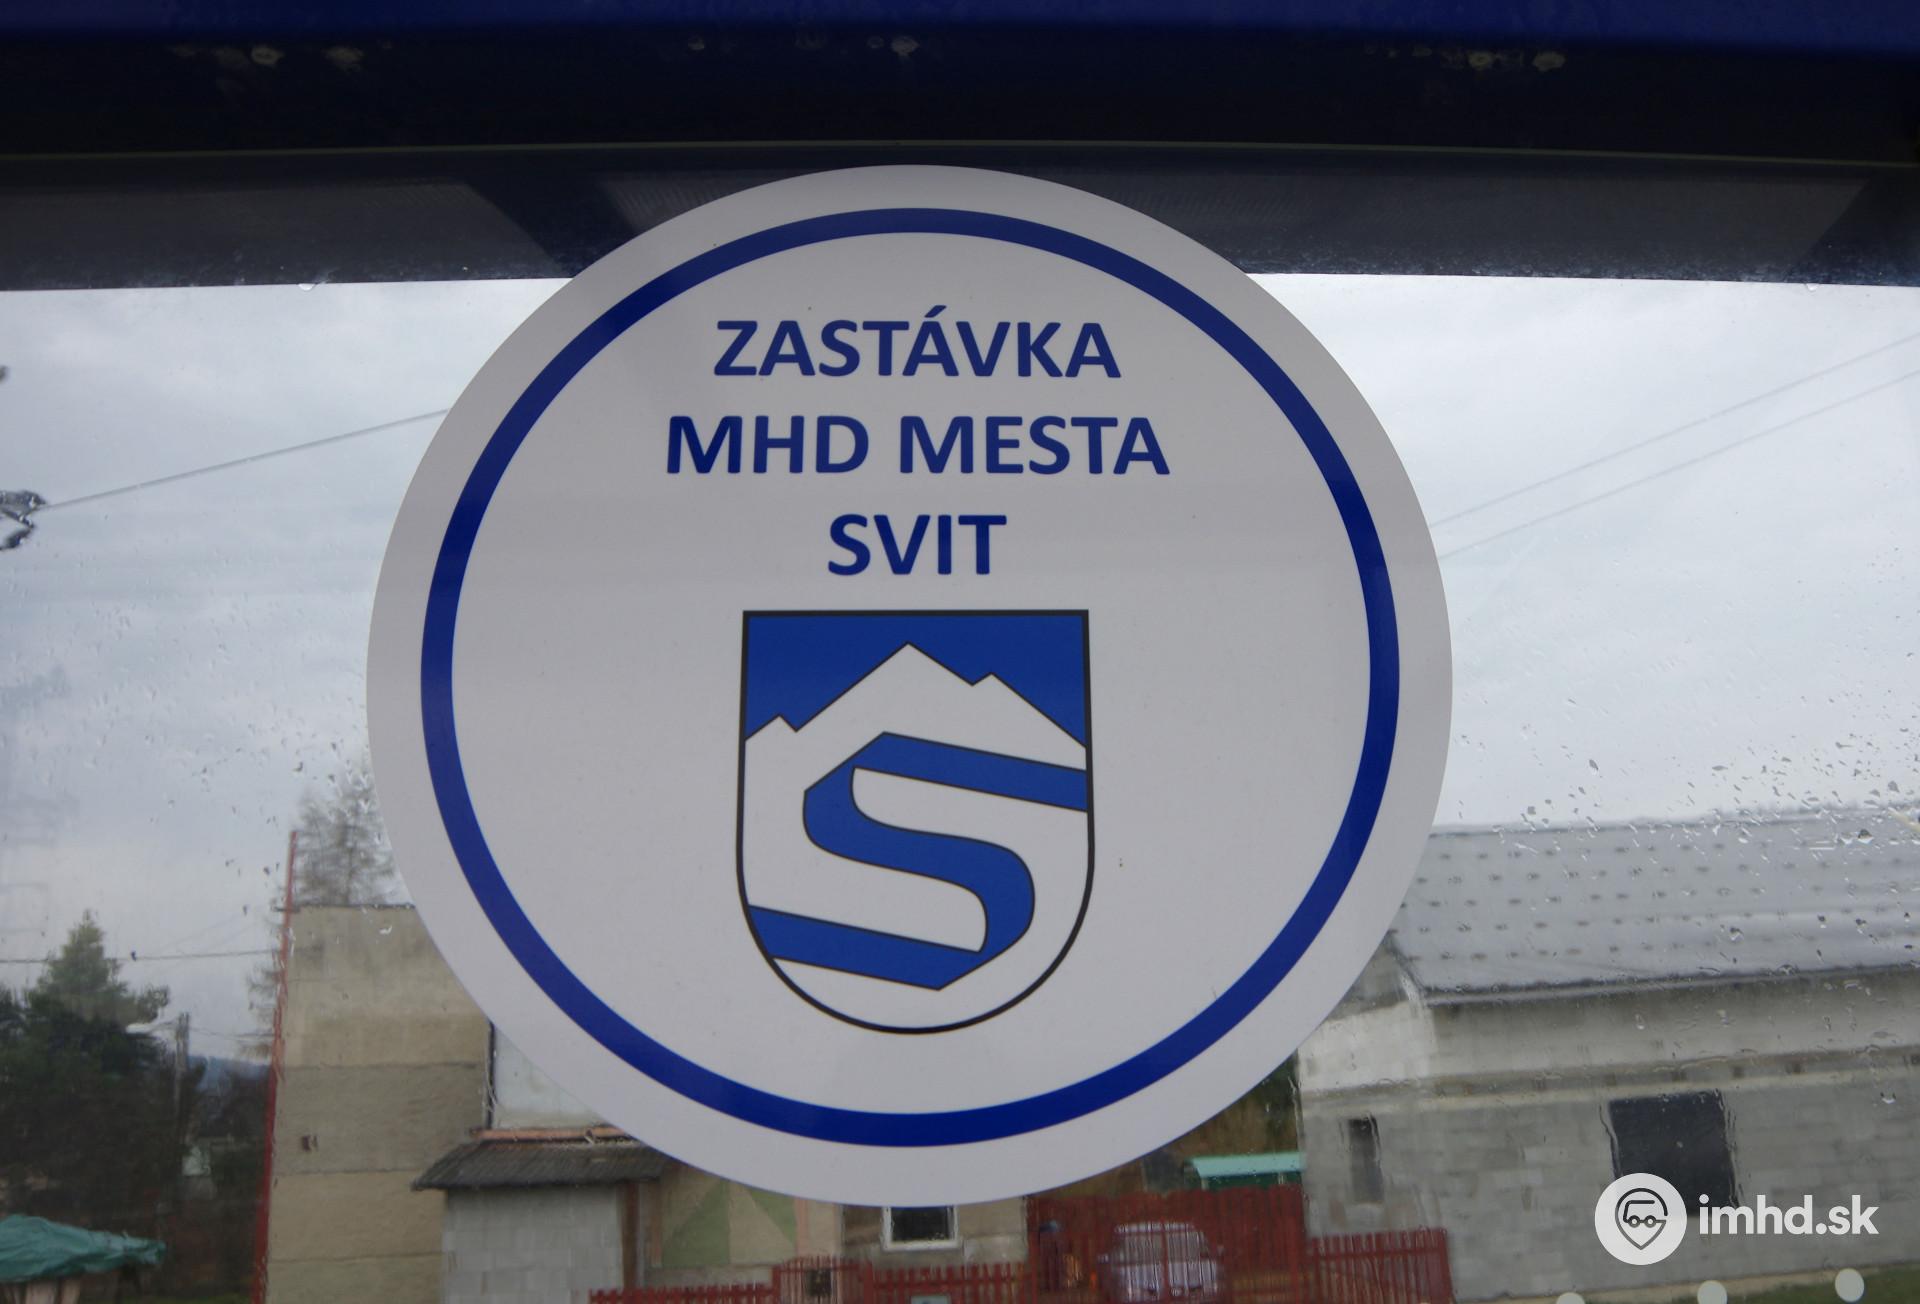 ZASTÁVKA
MHD MESTA
SVIT
imhd.sk